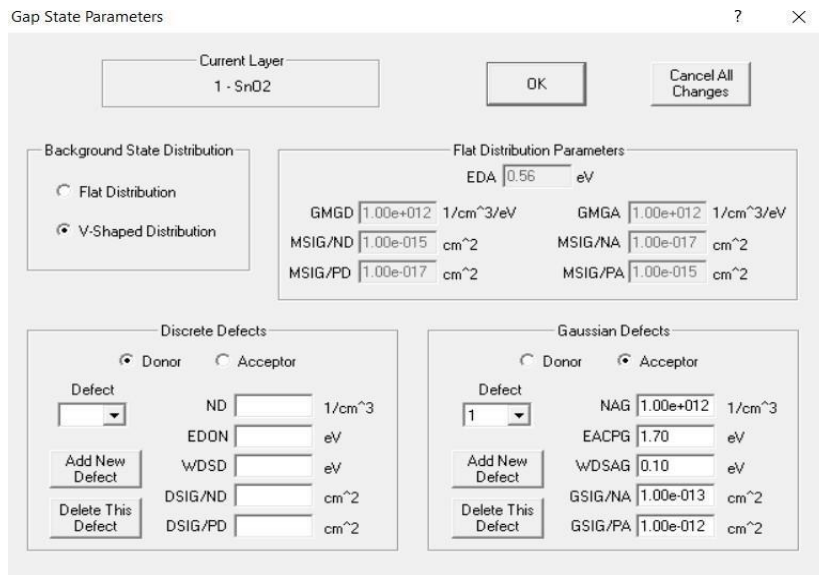 Gap State Parameters ? ×
Current Layer
1 - SnO2
OK
Cancel All
Changes
Background State Distribution
Flat Distribution
V-Shaped Distribution
Flat Distribution Parameters
EDA 0.56 eV
GMGD 1.00e+012 1/cm^3/eV GMGA 1.00e+012 1/cm^3/eV
MSIG/ND 1.00e-015 cm^2 MSIG/NA 1.00e-017 cm^2
MSIG/PD 1.00e-017 cm^2 MSIG/PA 1.00e-015 cm^2
Discrete Defects
Donor Acceptor
Defect
ND 1/cm^3
EDON eV
Add New
Defect
WDSD eV
DSIG/ND cm^2
Delete This
Defect
DSIG/PD cm^2
Gaussian Defects
Donor Acceptor
Defect
1
NAG 1.00e+012 1/cm^3
EACPG 1.70 eV
Add New
Defect
WDSAG 0.10 eV
GSIG/NA 1.00e-013 cm^2
Delete This
Defect
GSIG/PA 1.00e-012 cm^2